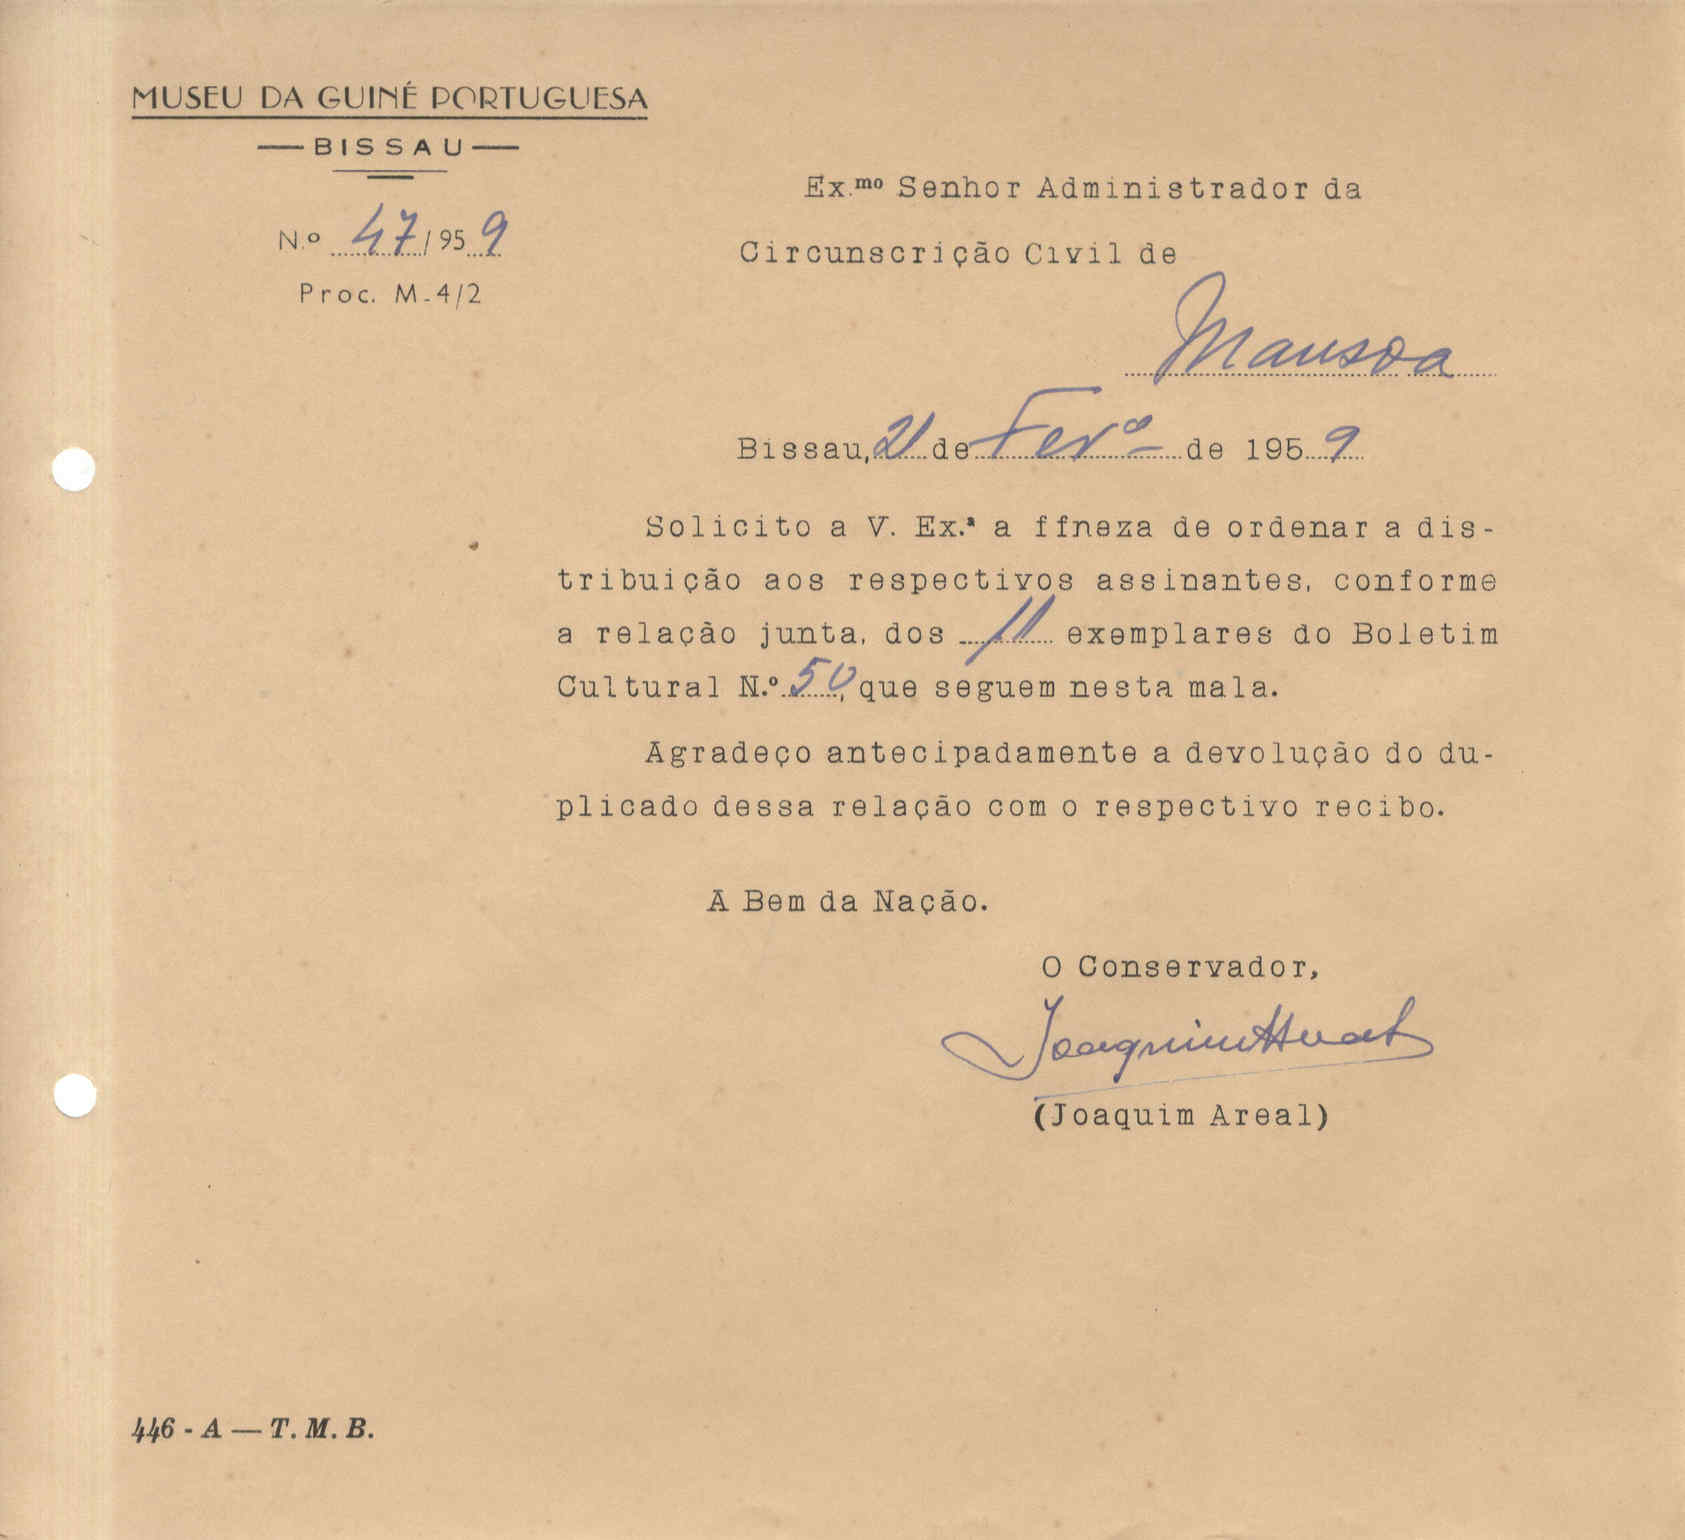 MUSEU DA GUINÉ PORTUGUESA
— BISSAU —
N.º 47/959
Proc. M-4/2
Ex.mo Senhor Administrador da
Circunscrição Civil de
Mansoa
Bissau, 21 de Fev.º de 1959
Solicito a V. Ex.ª a ffneza de ordenar a dis-
tribuição aos respectivos assinantes, conforme
a relação junta, dos 11 exemplares do Boletim
Cultural N.º 50, que seguem nesta mala.
Agradeço antecipadamente a devolução do du-
plicado dessa relação com o respectivo recibo.
A Bem da Nação.
O Conservador,
Joaquim Areal
(Joaquim Areal)
446 - A — T. M. B.